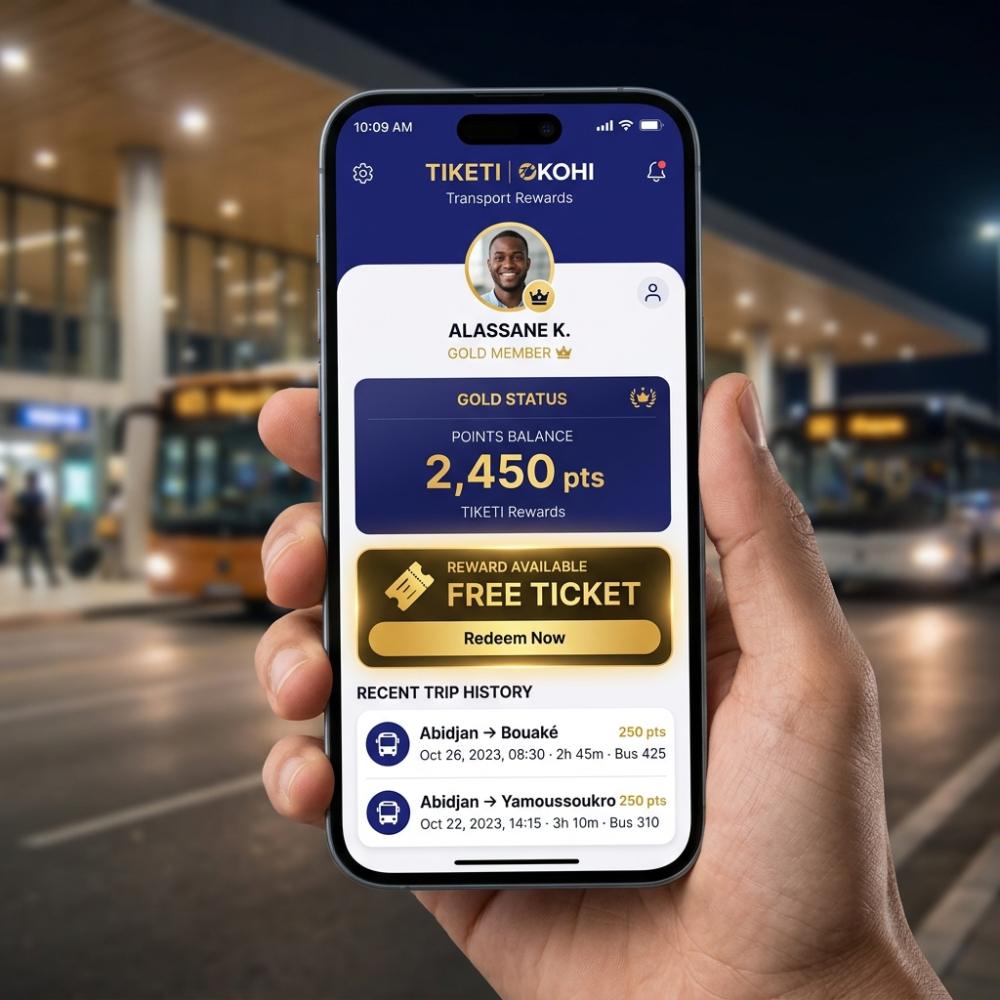 10:09 AM
TIKETI | OKOHI
Transport Rewards
ALASSANE K.
GOLD MEMBER
GOLD STATUS
POINTS BALANCE
2,450 pts
TIKETI Rewards
REWARD AVAILABLE
FREE TICKET
Redeem Now
RECENT TRIP HISTORY
Abidjan → Bouaké 250 pts
Oct 26, 2023, 08:30 · 2h 45m · Bus 425
Abidjan → Yamoussoukro 250 pts
Oct 22, 2023, 14:15 · 3h 10m · Bus 310